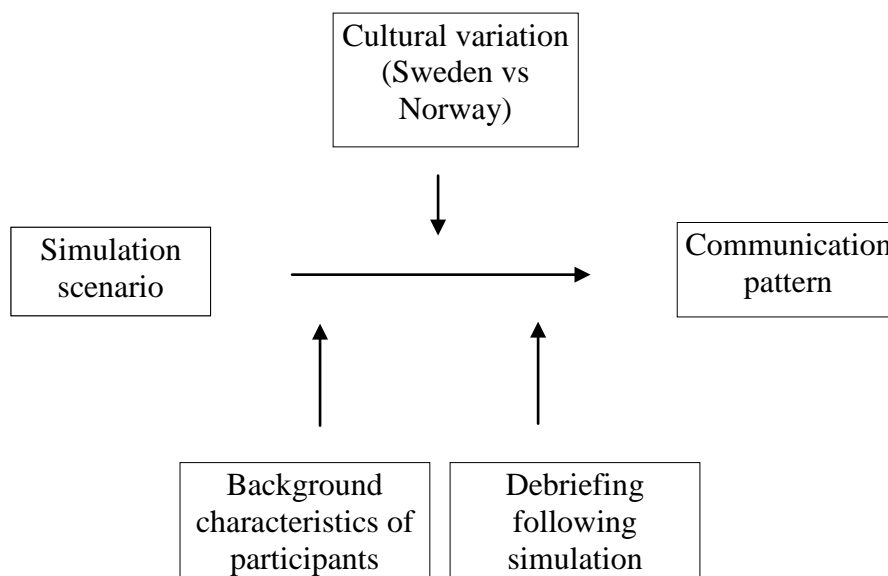 Cultural variation
(Sweden vs
Norway)
Simulation
scenario
Communication
pattern
Background
characteristics of
participants
Debriefing
following
simulation